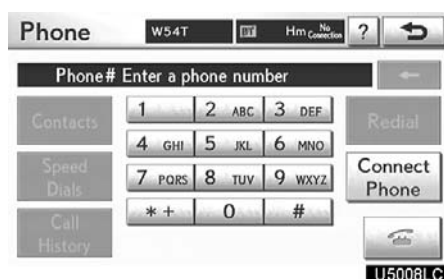 Phone W54T BT Hm No Connection ?
Phone# Enter a phone number
Contacts 1 2 ABC 3 DEF Redial
4 GHI 5 JKL 6 MNO
Speed Dials 7 PQRS 8 TUV 9 WXYZ Connect Phone
Call History * + 0 #
U5008LC